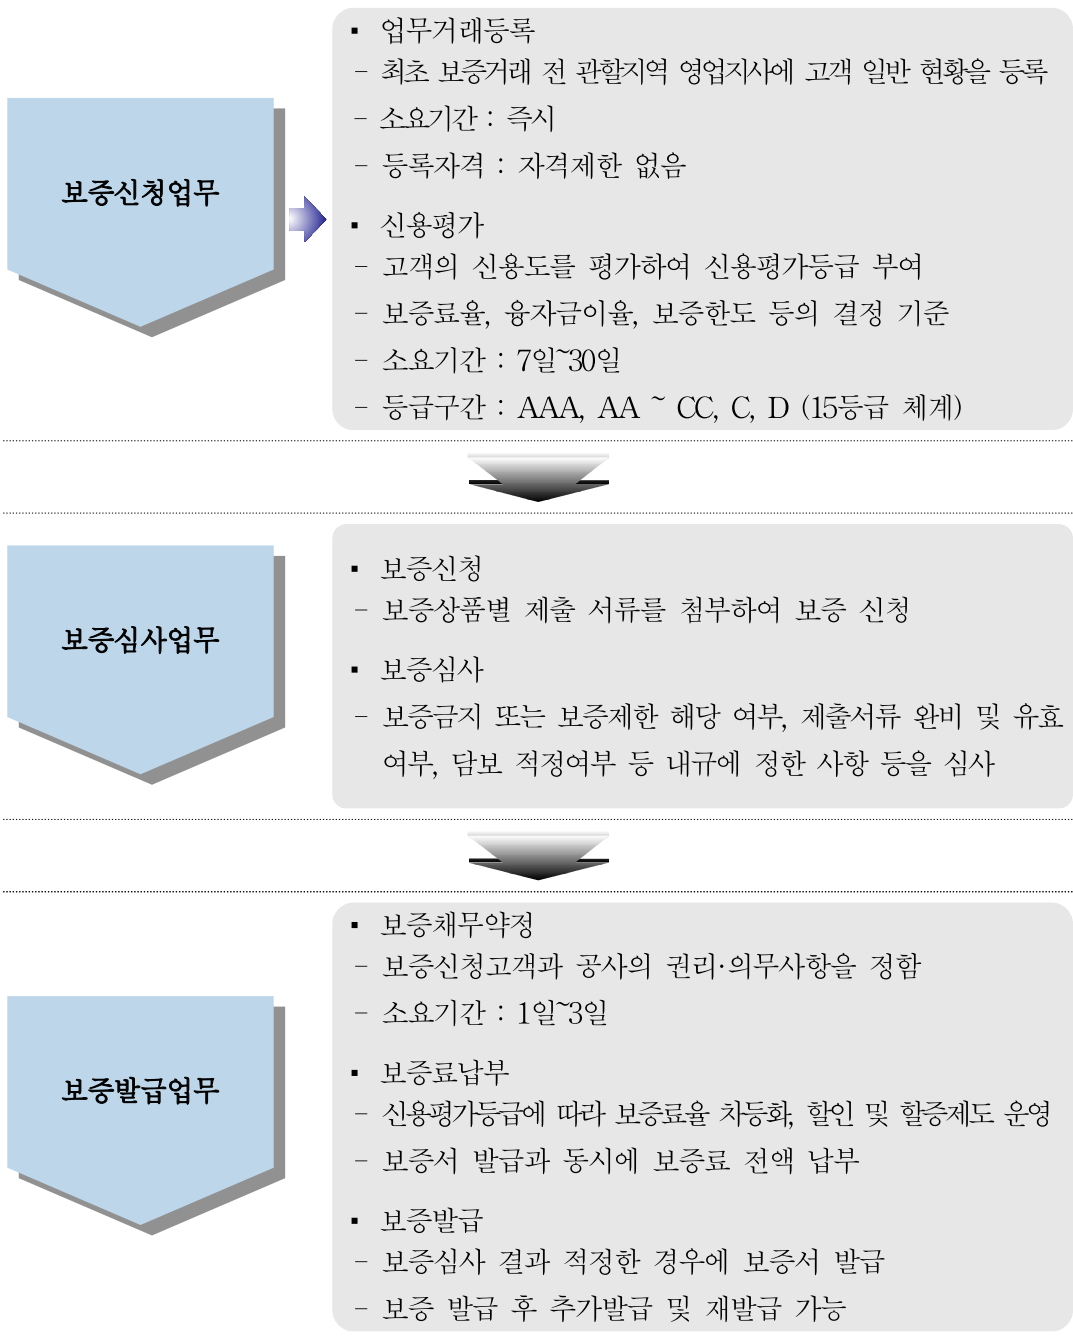 보증신청업무
▪ 업무거래등록
- 최초 보증거래 전 관할지역 영업지사에 고객 일반 현황을 등록
- 소요기간 : 즉시
- 등록자격 : 자격제한 없음
▪ 신용평가
- 고객의 신용도를 평가하여 신용평가등급 부여
- 보증료율, 융자금이율, 보증한도 등의 결정 기준
- 소요기간 : 7일~30일
- 등급구간 : AAA, AA ~ CC, C, D (15등급 체계)
보증심사업무
▪ 보증신청
- 보증상품별 제출 서류를 첨부하여 보증 신청
▪ 보증심사
- 보증금지 또는 보증제한 해당 여부, 제출서류 완비 및 유효
여부, 담보 적정여부 등 내규에 정한 사항 등을 심사
보증발급업무
▪ 보증채무약정
- 보증신청고객과 공사의 권리·의무사항을 정함
- 소요기간 : 1일~3일
▪ 보증료납부
- 신용평가등급에 따라 보증료율 차등화, 할인 및 할증제도 운영
- 보증서 발급과 동시에 보증료 전액 납부
▪ 보증발급
- 보증심사 결과 적정한 경우에 보증서 발급
- 보증 발급 후 추가발급 및 재발급 가능